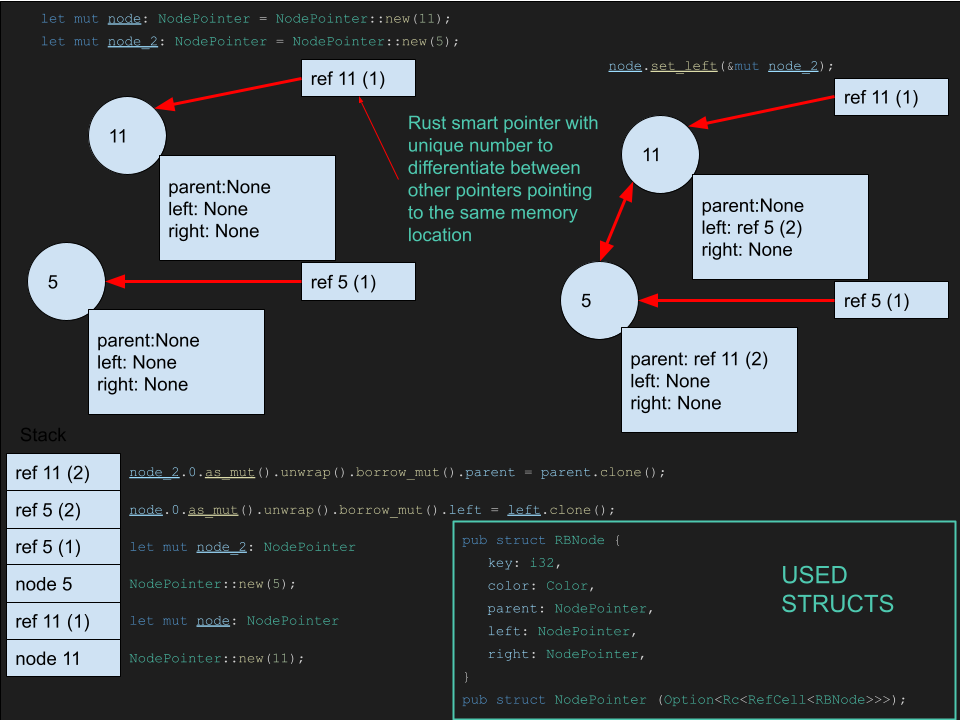 let mut node: NodePointer = NodePointer::new(11);
let mut node_2: NodePointer = NodePointer::new(5);
ref 11 (1)
11
parent:None
left: None
right: None
Rust smart pointer with
unique number to
differentiate between
other pointers pointing
to the same memory
location
5
ref 5 (1)
parent:None
left: None
right: None
node.set_left(&mut node_2);
ref 11 (1)
11
parent:None
left: ref 5 (2)
right: None
5
ref 5 (1)
parent: ref 11 (2)
left: None
right: None
Stack
ref 11 (2) node_2.0.as_mut().unwrap().borrow_mut().parent = parent.clone();
ref 5 (2) node.0.as_mut().unwrap().borrow_mut().left = left.clone();
ref 5 (1) let mut node_2: NodePointer
node 5 NodePointer::new(5);
ref 11 (1) let mut node: NodePointer
node 11 NodePointer::new(11);
pub struct RBNode {
key: i32,
color: Color,
parent: NodePointer,
left: NodePointer,
right: NodePointer,
}
pub struct NodePointer (Option<Rc<RefCell<RBNode>>>);
USED
STRUCTS